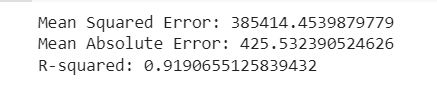 Mean Squared Error: 385414.4539879779
Mean Absolute Error: 425.532390524626
R-squared: 0.9190655125839432